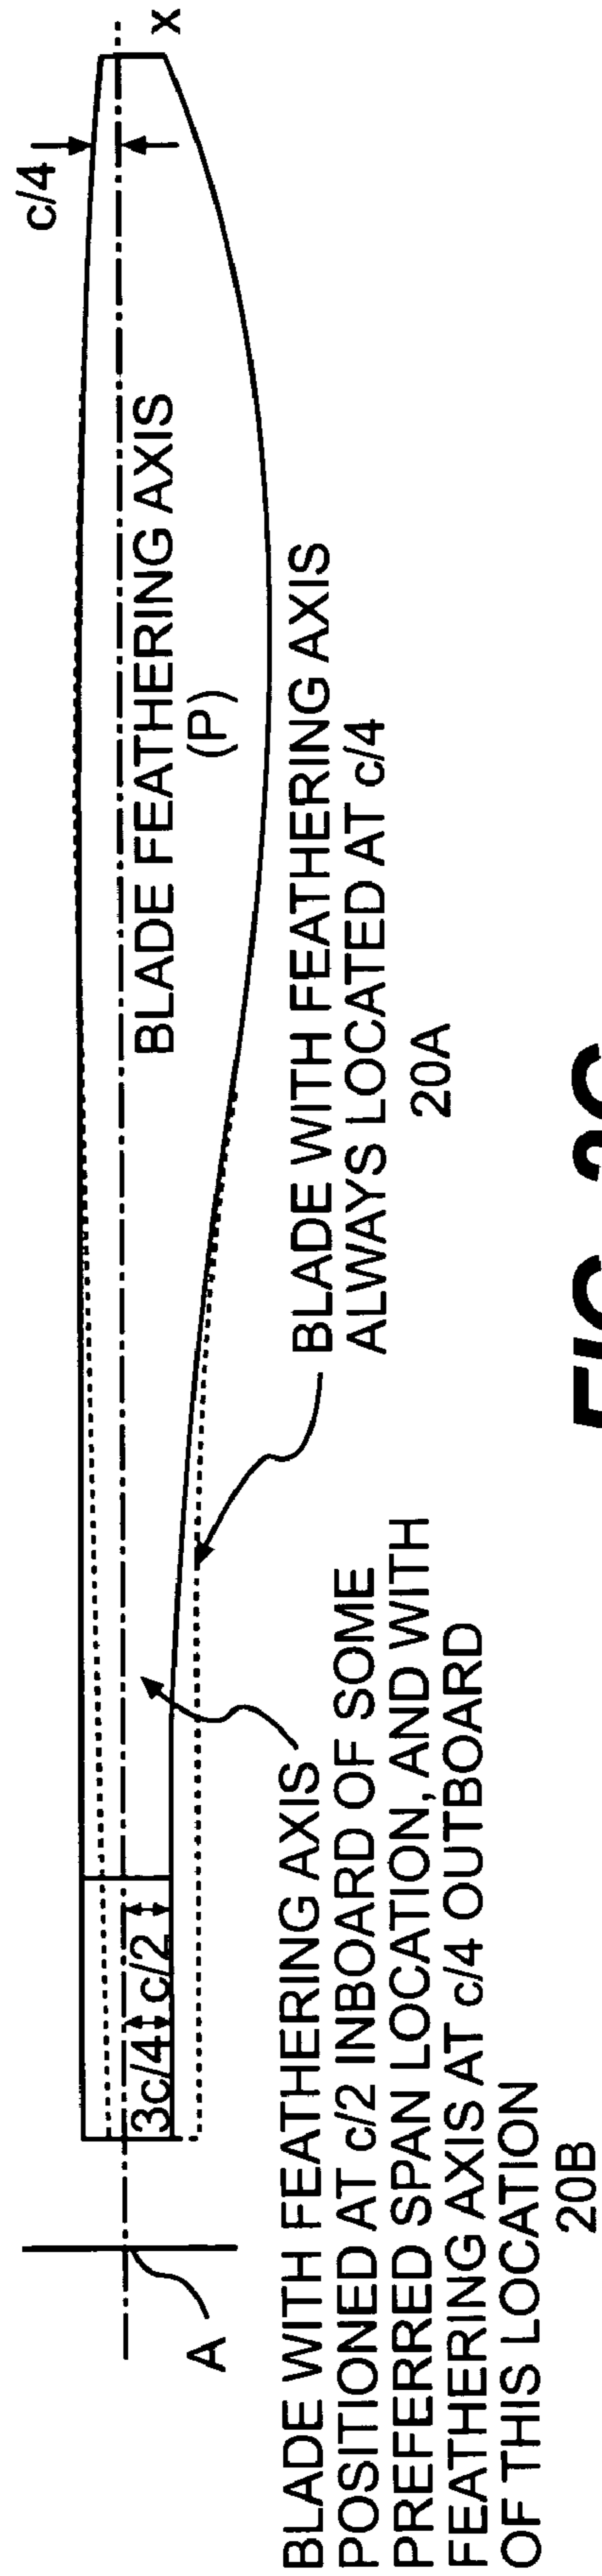 c/4
x
BLADE FEATHERING AXIS
(P)
3c/4
c/2
A
BLADE WITH FEATHERING AXIS
ALWAYS LOCATED AT c/4
20A
BLADE WITH FEATHERING AXIS
POSITIONED AT c/2 INBOARD OF SOME
PREFERRED SPAN LOCATION, AND WITH
FEATHERING AXIS AT c/4 OUTBOARD
OF THIS LOCATION
20B